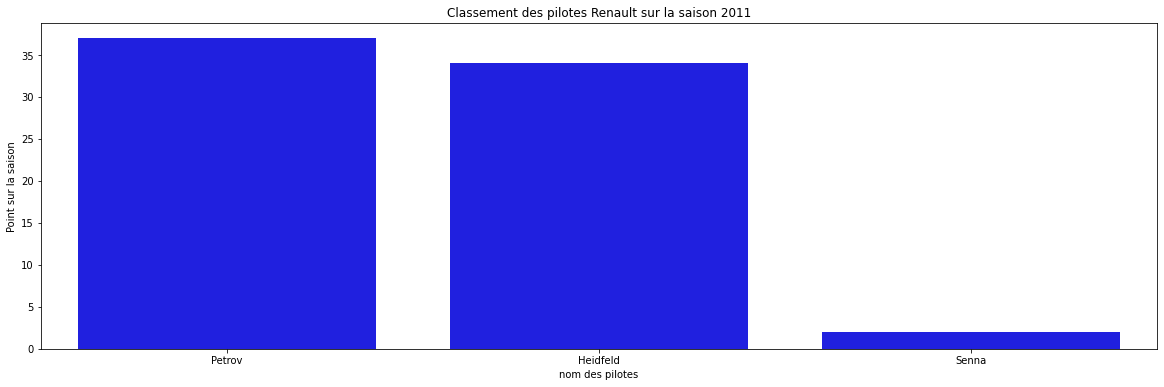 Classement des pilotes Renault sur la saison 2011
Point sur la saison
35
30
25
20
15
10
5
0
Petrov Heidfeld Senna
nom des pilotes